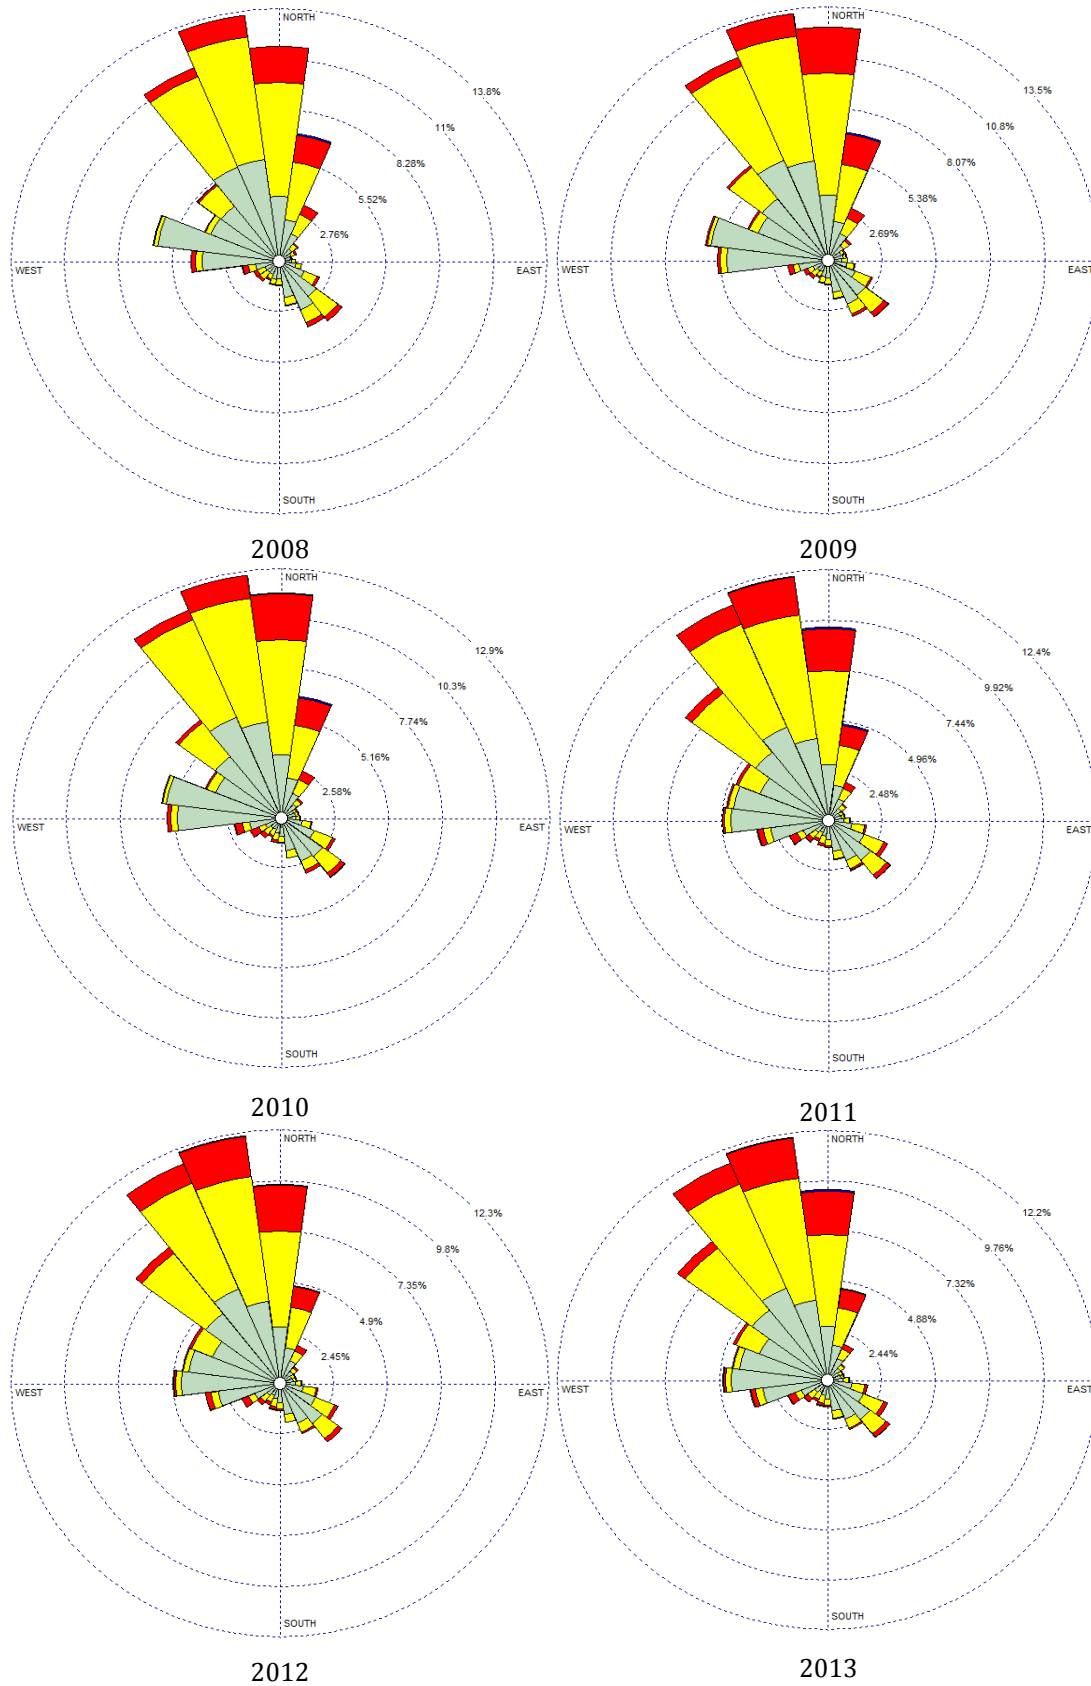 NORTH
13.8%
11%
8.28%
5.52%
2.76%
WEST
EAST
SOUTH
2008
NORTH
13.5%
10.8%
8.07%
5.38%
2.69%
WEST
EAST
SOUTH
2009
NORTH
12.9%
10.3%
7.74%
5.16%
2.58%
WEST
EAST
SOUTH
2010
NORTH
12.4%
9.92%
7.44%
4.96%
2.48%
WEST
EAST
SOUTH
2011
NORTH
12.3%
9.8%
7.35%
4.9%
2.45%
WEST
EAST
SOUTH
2012
NORTH
12.2%
9.76%
7.32%
4.88%
2.44%
WEST
EAST
SOUTH
2013